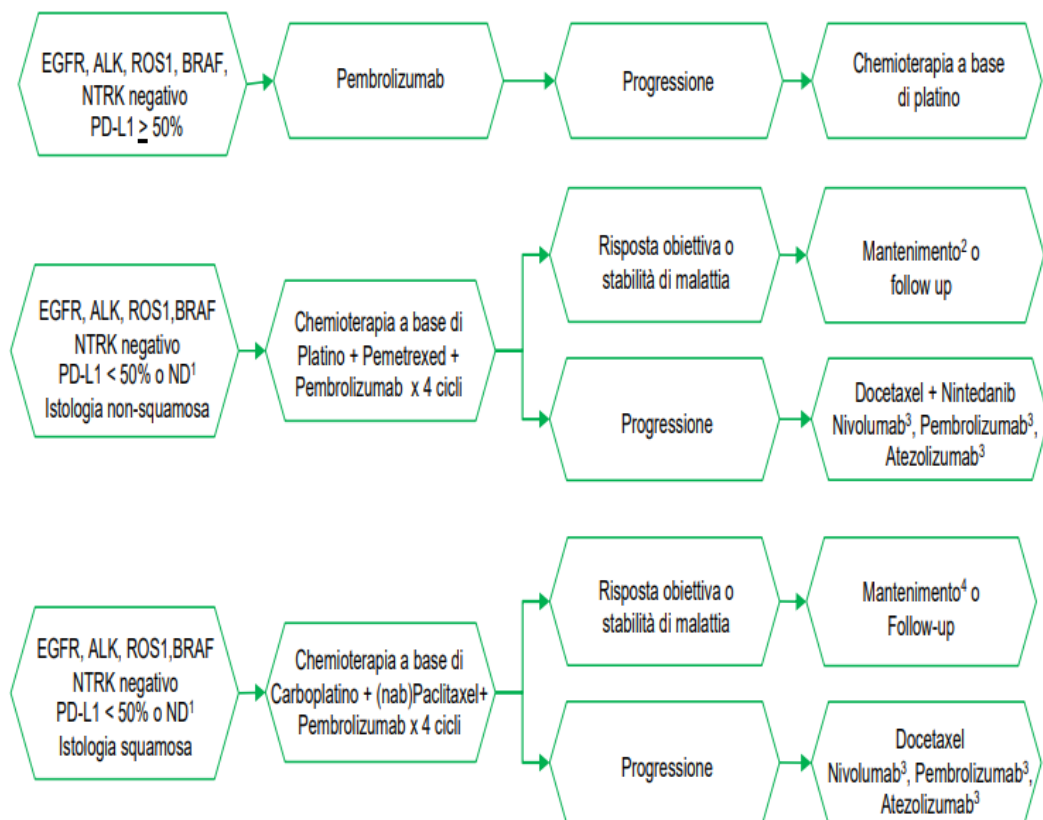 EGFR, ALK, ROS1, BRAF,
NTRK negativo
PD-L1 ≥ 50%
Pembrolizumab
Progressione
Chemioterapia a base
di platino
EGFR, ALK, ROS1,BRAF
NTRK negativo
PD-L1 < 50% o ND¹
Istologia non-squamosa
Chemioterapia a base di
Platino + Pemetrexed +
Pembrolizumab x 4 cicli
Risposta obiettiva o
stabilità di malattia
Mantenimento² o
follow up
Progressione
Docetaxel + Nintedanib
Nivolumab³, Pembrolizumab³,
Atezolizumab³
EGFR, ALK, ROS1,BRAF
NTRK negativo
PD-L1 < 50% o ND¹
Istologia squamosa
Chemioterapia a base di
Carboplatino + (nab)Paclitaxel+
Pembrolizumab x 4 cicli
Risposta obiettiva o
stabilità di malattia
Mantenimento⁴ o
Follow-up
Progressione
Docetaxel
Nivolumab³, Pembrolizumab³,
Atezolizumab³